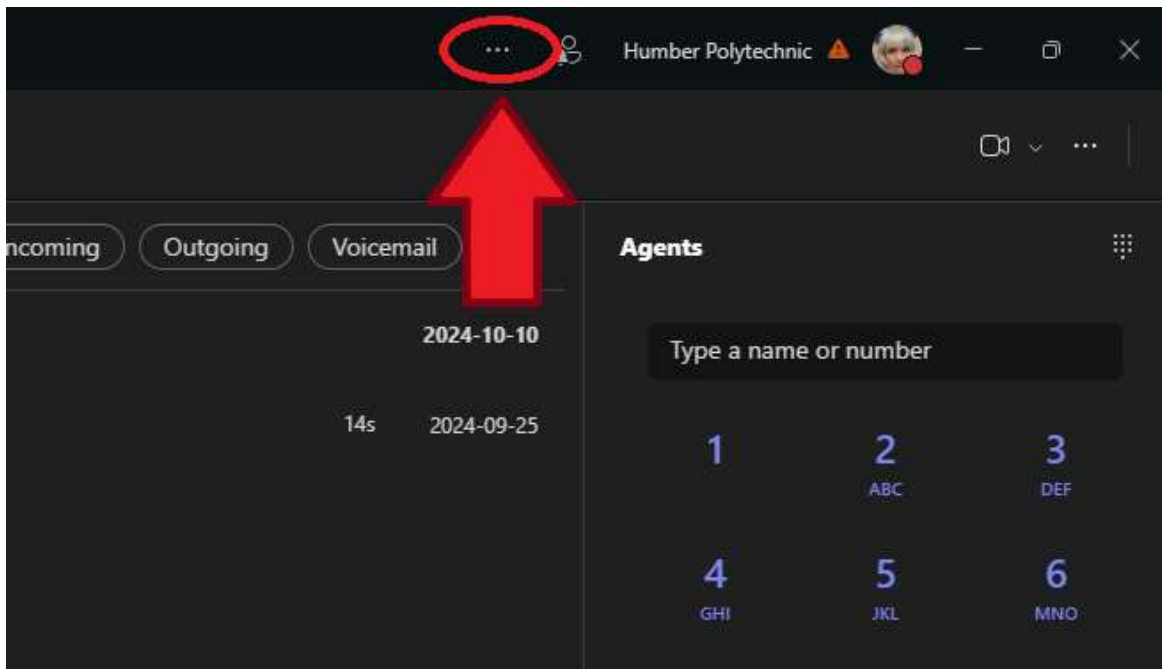 Humber Polytechnic
ncoming Outgoing Voicemail
Agents
2024-10-10
Type a name or number
14s 2024-09-25
1 2 3
ABC DEF
4 5 6
GHI JKL MNO